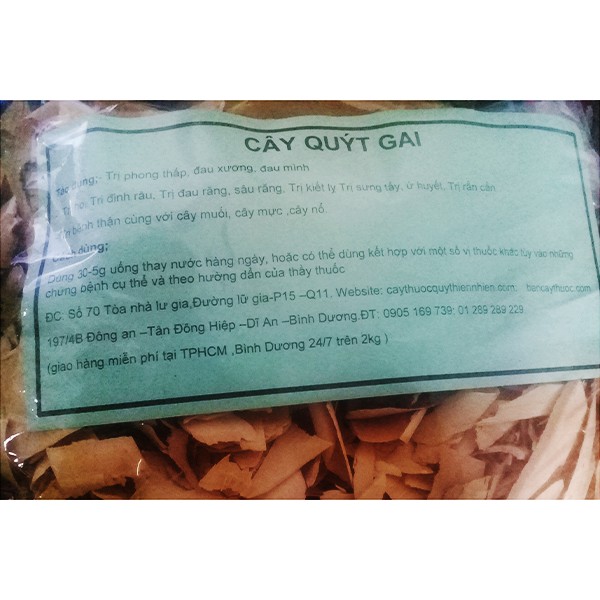 CÂY QUÝT GAI
Tác dụng;- Trị phong thấp, đau xương, đau mình
Trị đinh râu, Trị đau răng, sâu răng, Trị kiết lỵ Trị sưng tây, ứ huyết, Trị rắn cắn
bệnh thận cùng với cây muối, cây mực ,cây nổ.
dùng;
Dùng 30-5g uống thay nước hàng ngày, hoặc có thể dùng kết hợp với một số vị thuốc khác tùy vào những
chứng bệnh cụ thể và theo hướng dẫn của thầy thuốc
ĐC: Số 70 Tòa nhà lư gia,Đường lữ gia-P15 –Q11. Website: caythuocquythiennhien.com: bancaythuoc.com
197/4B Đông an –Tân Đông Hiệp –Dĩ An –Bình Dương.ĐT: 0905 169 739: 01 289 289 229
(giao hàng miễn phí tại TPHCM ,Bình Dương 24/7 trên 2kg )